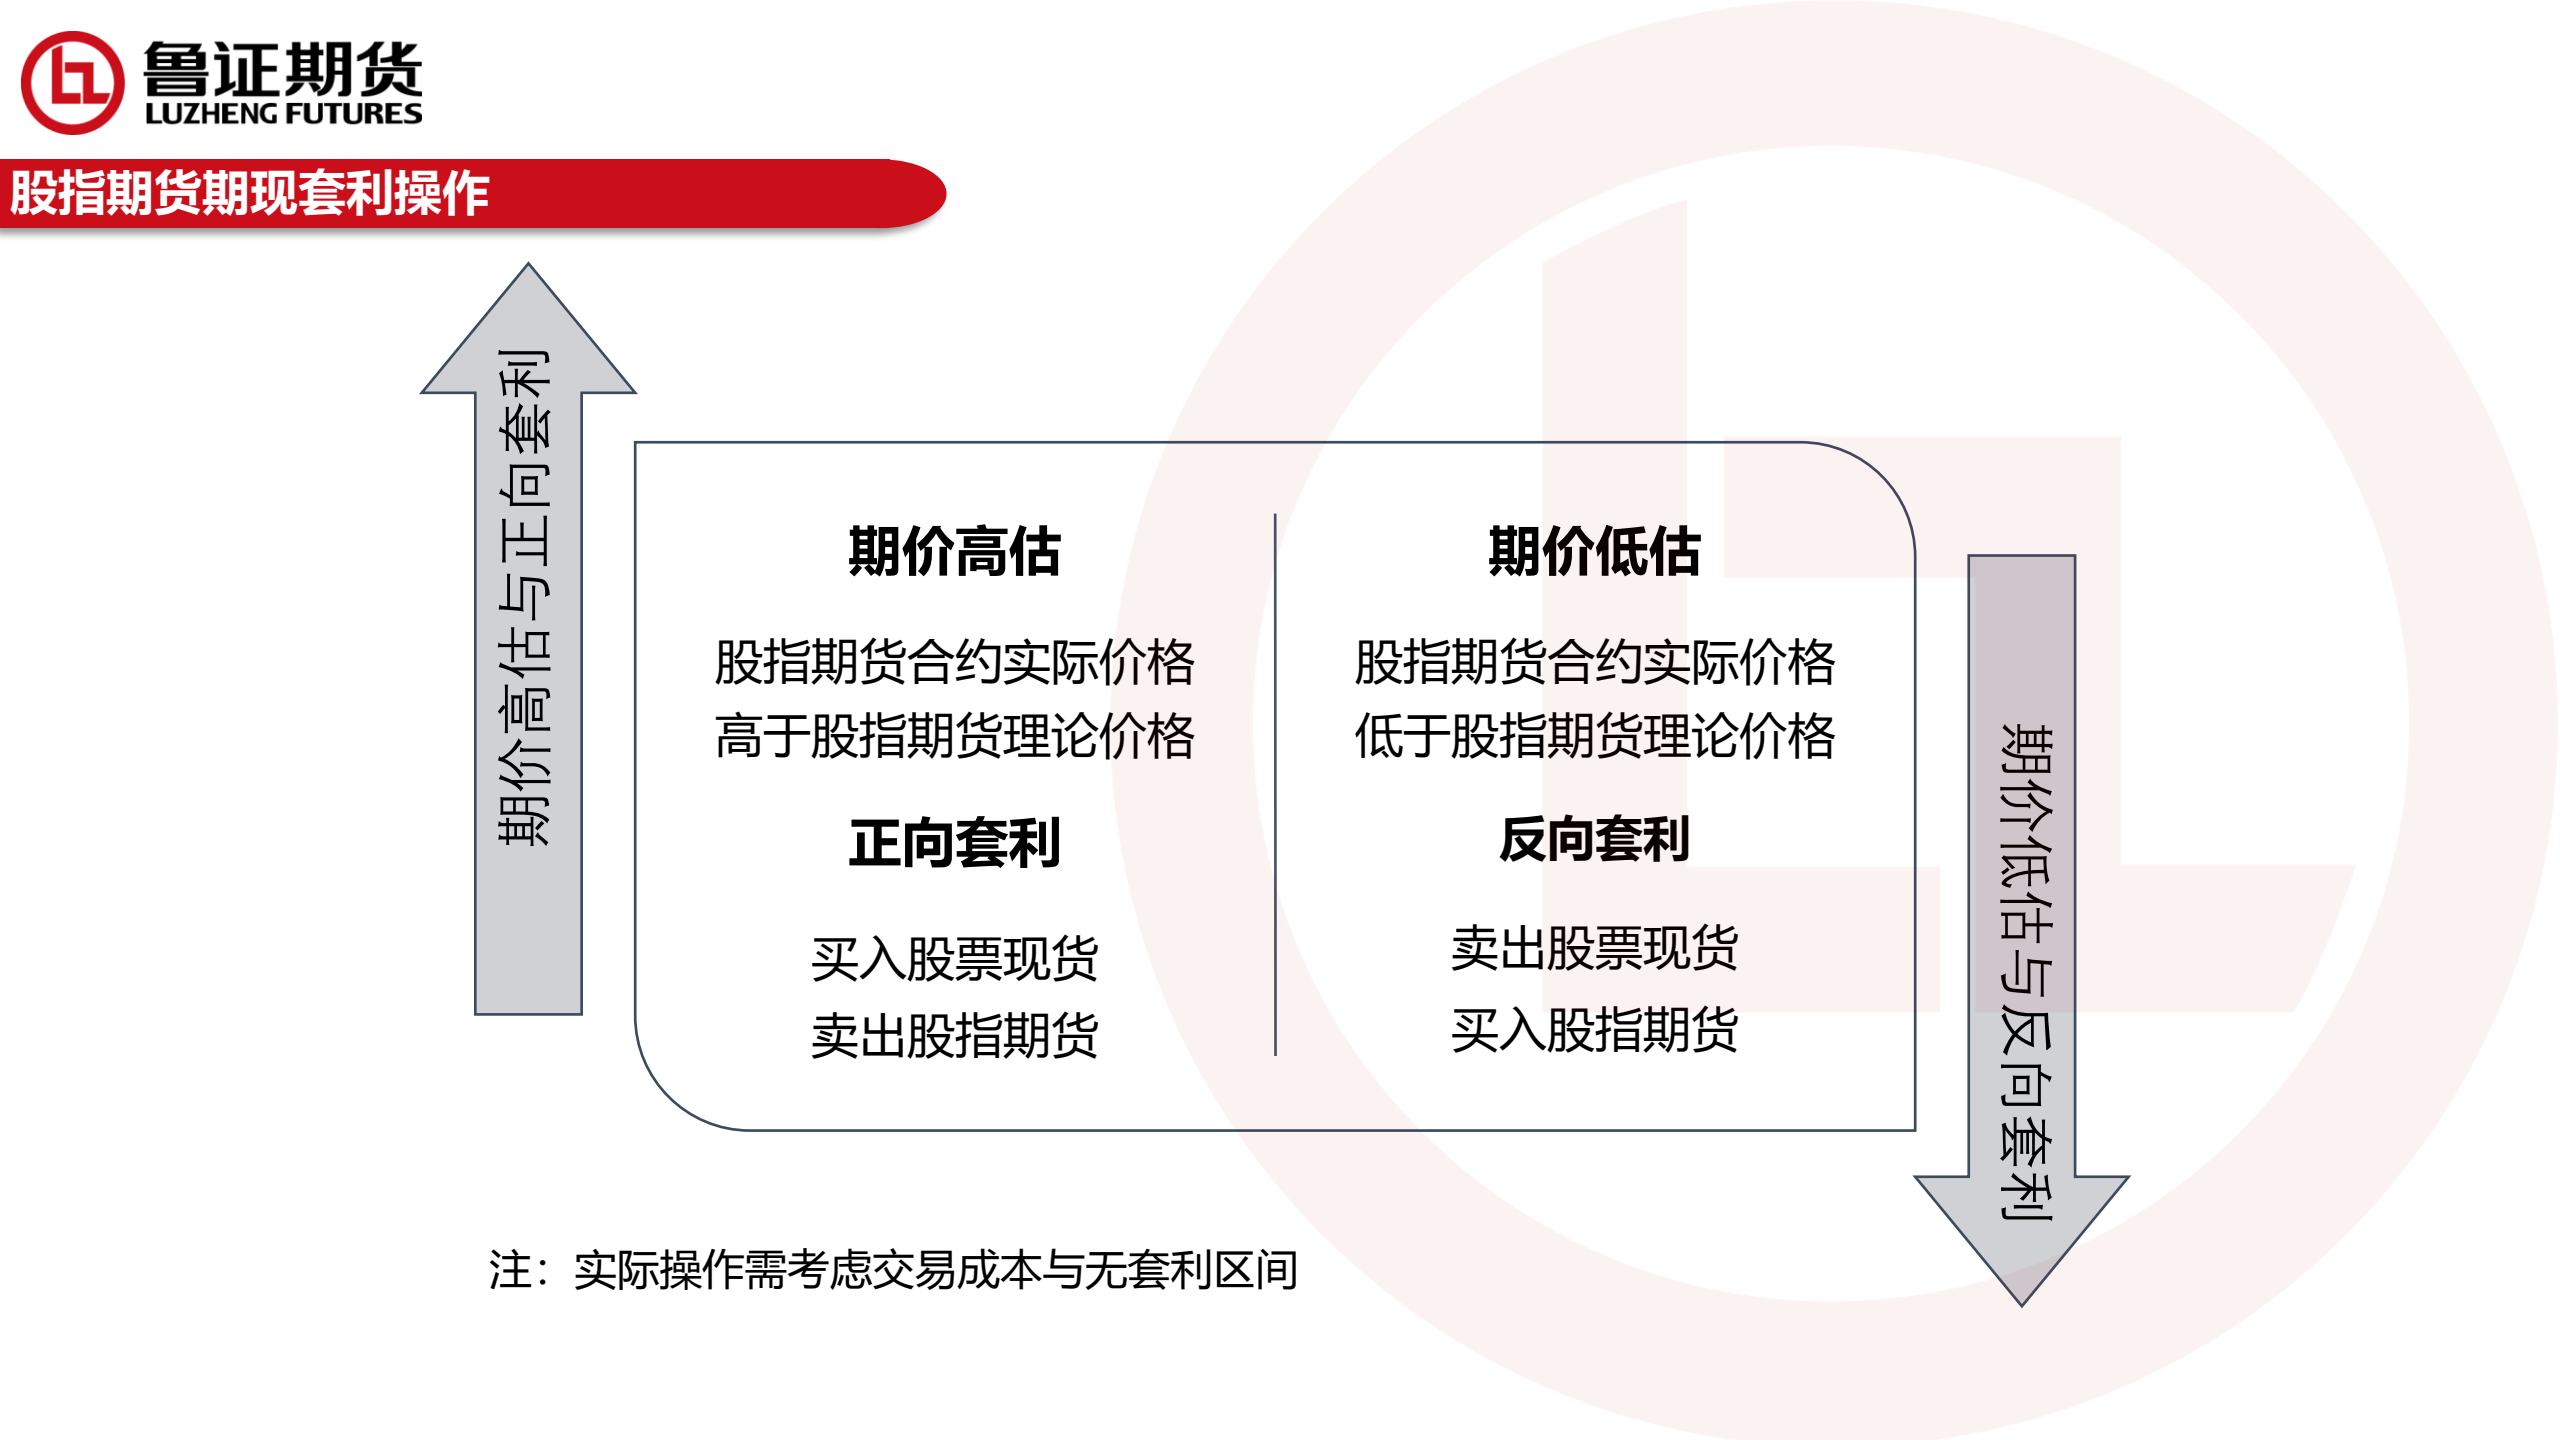 鲁证期货
LUZHENG FUTURES
股指期货期现套利操作
期价高估与正向套利
期价高估
股指期货合约实际价格
高于股指期货理论价格
正向套利
买入股票现货
卖出股指期货
期价低估
股指期货合约实际价格
低于股指期货理论价格
反向套利
卖出股票现货
买入股指期货
期价低估与反向套利
注：实际操作需考虑交易成本与无套利区间